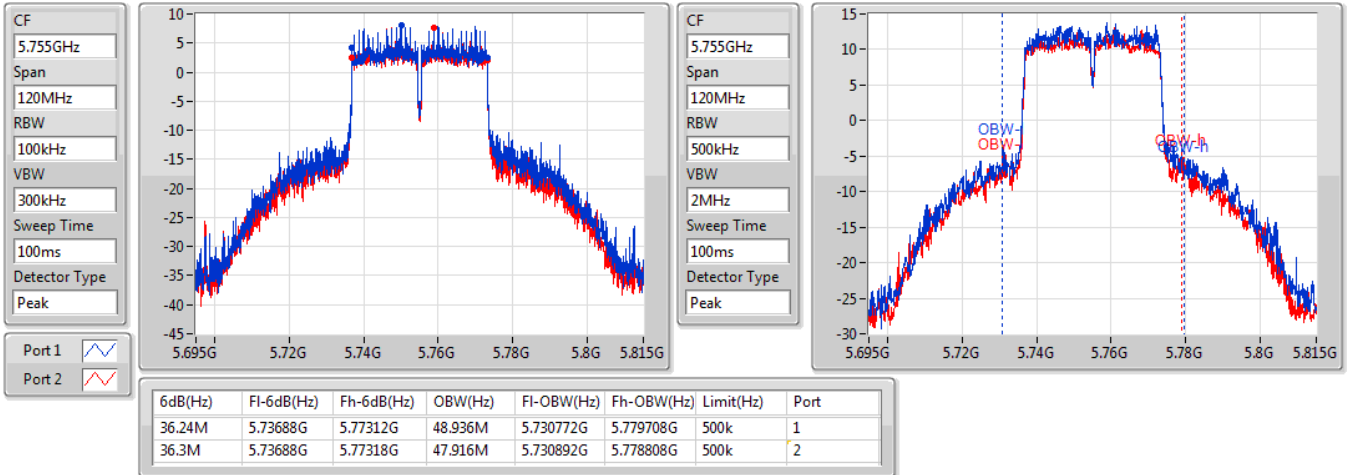 CF
5.755GHz
Span
120MHz
RBW
100kHz
VBW
300kHz
Sweep Time
100ms
Detector Type
Peak
Port 1
Port 2
10-
5-
0-
-5-
-10-
-15-
-20-
-25-
-30-
-35-
-40-
-45-
5.695G 5.72G 5.74G 5.76G 5.78G 5.8G 5.815G
CF
5.755GHz
Span
120MHz
RBW
500kHz
VBW
2MHz
Sweep Time
100ms
Detector Type
Peak
15-
10-
5-
0-
-5-
-10-
-15-
-20-
-25-
-30-
OBW-
OBW-
OBW-h
OBW-h
5.695G 5.72G 5.74G 5.76G 5.78G 5.8G 5.815G
6dB(Hz) Fl-6dB(Hz) Fh-6dB(Hz) OBW(Hz) Fl-OBW(Hz) Fh-OBW(Hz) Limit(Hz) Port
36.24M 5.73688G 5.77312G 48.936M 5.730772G 5.779708G 500k 1
36.3M 5.73688G 5.77318G 47.916M 5.730892G 5.778808G 500k 2